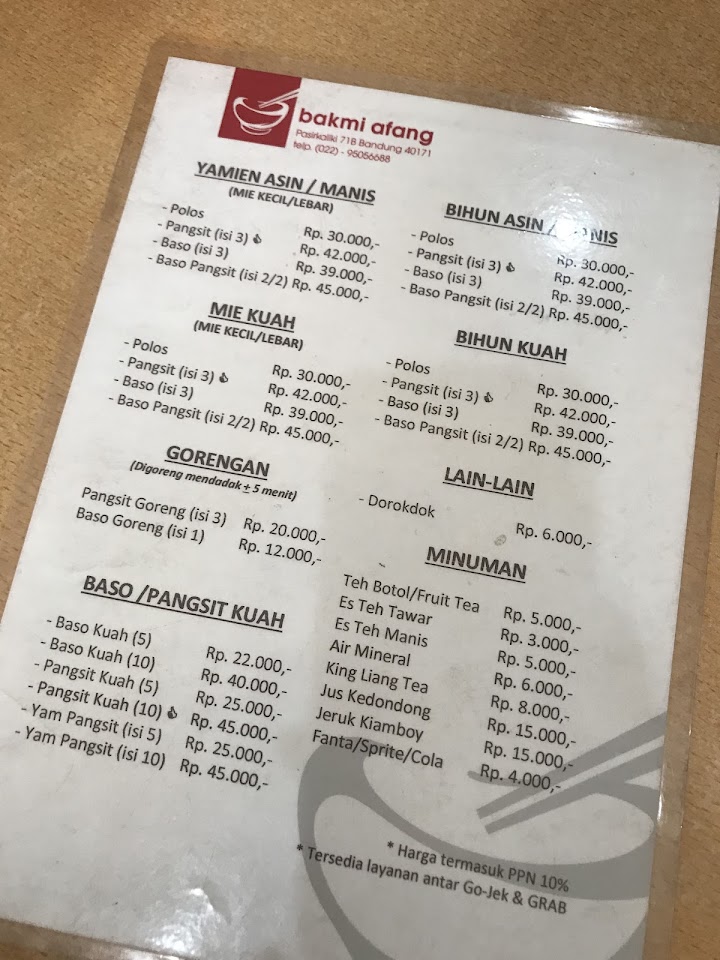 bakmi afang
Pasirkaliki 71B Bandung 40171
telp. (022) - 95056688
YAMIEN ASIN / MANIS
(MIE KECIL/LEBAR)
- Polos Rp. 30.000,-
- Pangsit (isi 3) Rp. 42.000,-
- Baso (isi 3) Rp. 39.000,-
- Baso Pangsit (isi 2/2) Rp. 45.000,-
MIE KUAH
(MIE KECIL/LEBAR)
- Polos Rp. 30.000,-
- Pangsit (isi 3) Rp. 42.000,-
- Baso (isi 3) Rp. 39.000,-
- Baso Pangsit (isi 2/2) Rp. 45.000,-
GORENGAN
(Digoreng mendadak ± 5 menit)
Pangsit Goreng (isi 3) Rp. 20.000,-
Baso Goreng (isi 1) Rp. 12.000,-
BASO /PANGSIT KUAH
- Baso Kuah (5) Rp. 22.000,-
- Baso Kuah (10) Rp. 40.000,-
- Pangsit Kuah (5) Rp. 25.000,-
- Pangsit Kuah (10) Rp. 45.000,-
- Yam Pangsit (isi 5) Rp. 25.000,-
- Yam Pangsit (isi 10) Rp. 45.000,-
BIHUN ASIN /
- Polos Rp. 30.000,-
- Pangsit (isi 3) Rp. 42.000,-
- Baso (isi 3) Rp. 39.000,-
- Baso Pangsit (isi 2/2) Rp. 45.000,-
BIHUN KUAH
- Polos Rp. 30.000,-
- Pangsit (isi 3) Rp. 42.000,-
- Baso (isi 3) Rp. 39.000,-
- Baso Pangsit (isi 2/2) Rp. 45.000,-
LAIN-LAIN
- Dorokdok Rp. 6.000,-
MINUMAN
Teh Botol/Fruit Tea Rp. 5.000,-
Es Teh Tawar Rp. 3.000,-
Es Teh Manis Rp. 5.000,-
Air Mineral Rp. 6.000,-
King Liang Tea Rp. 8.000,-
Jus Kedondong Rp. 15.000,-
Jeruk Kiamboy Rp. 15.000,-
Fanta/Sprite/Cola Rp. 4.000,-
* Harga termasuk PPN 10%
* Tersedia layanan antar Go-Jek & GRAB